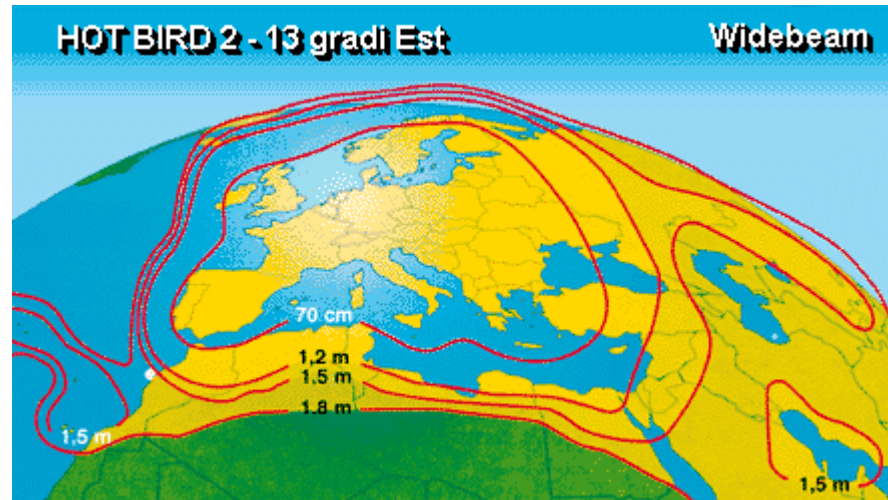 HOT BIRD 2 - 13 gradi Est
Widebeam
70 cm
1,2 m
1.5 m
1.8 m
1,5 m
1,5 m